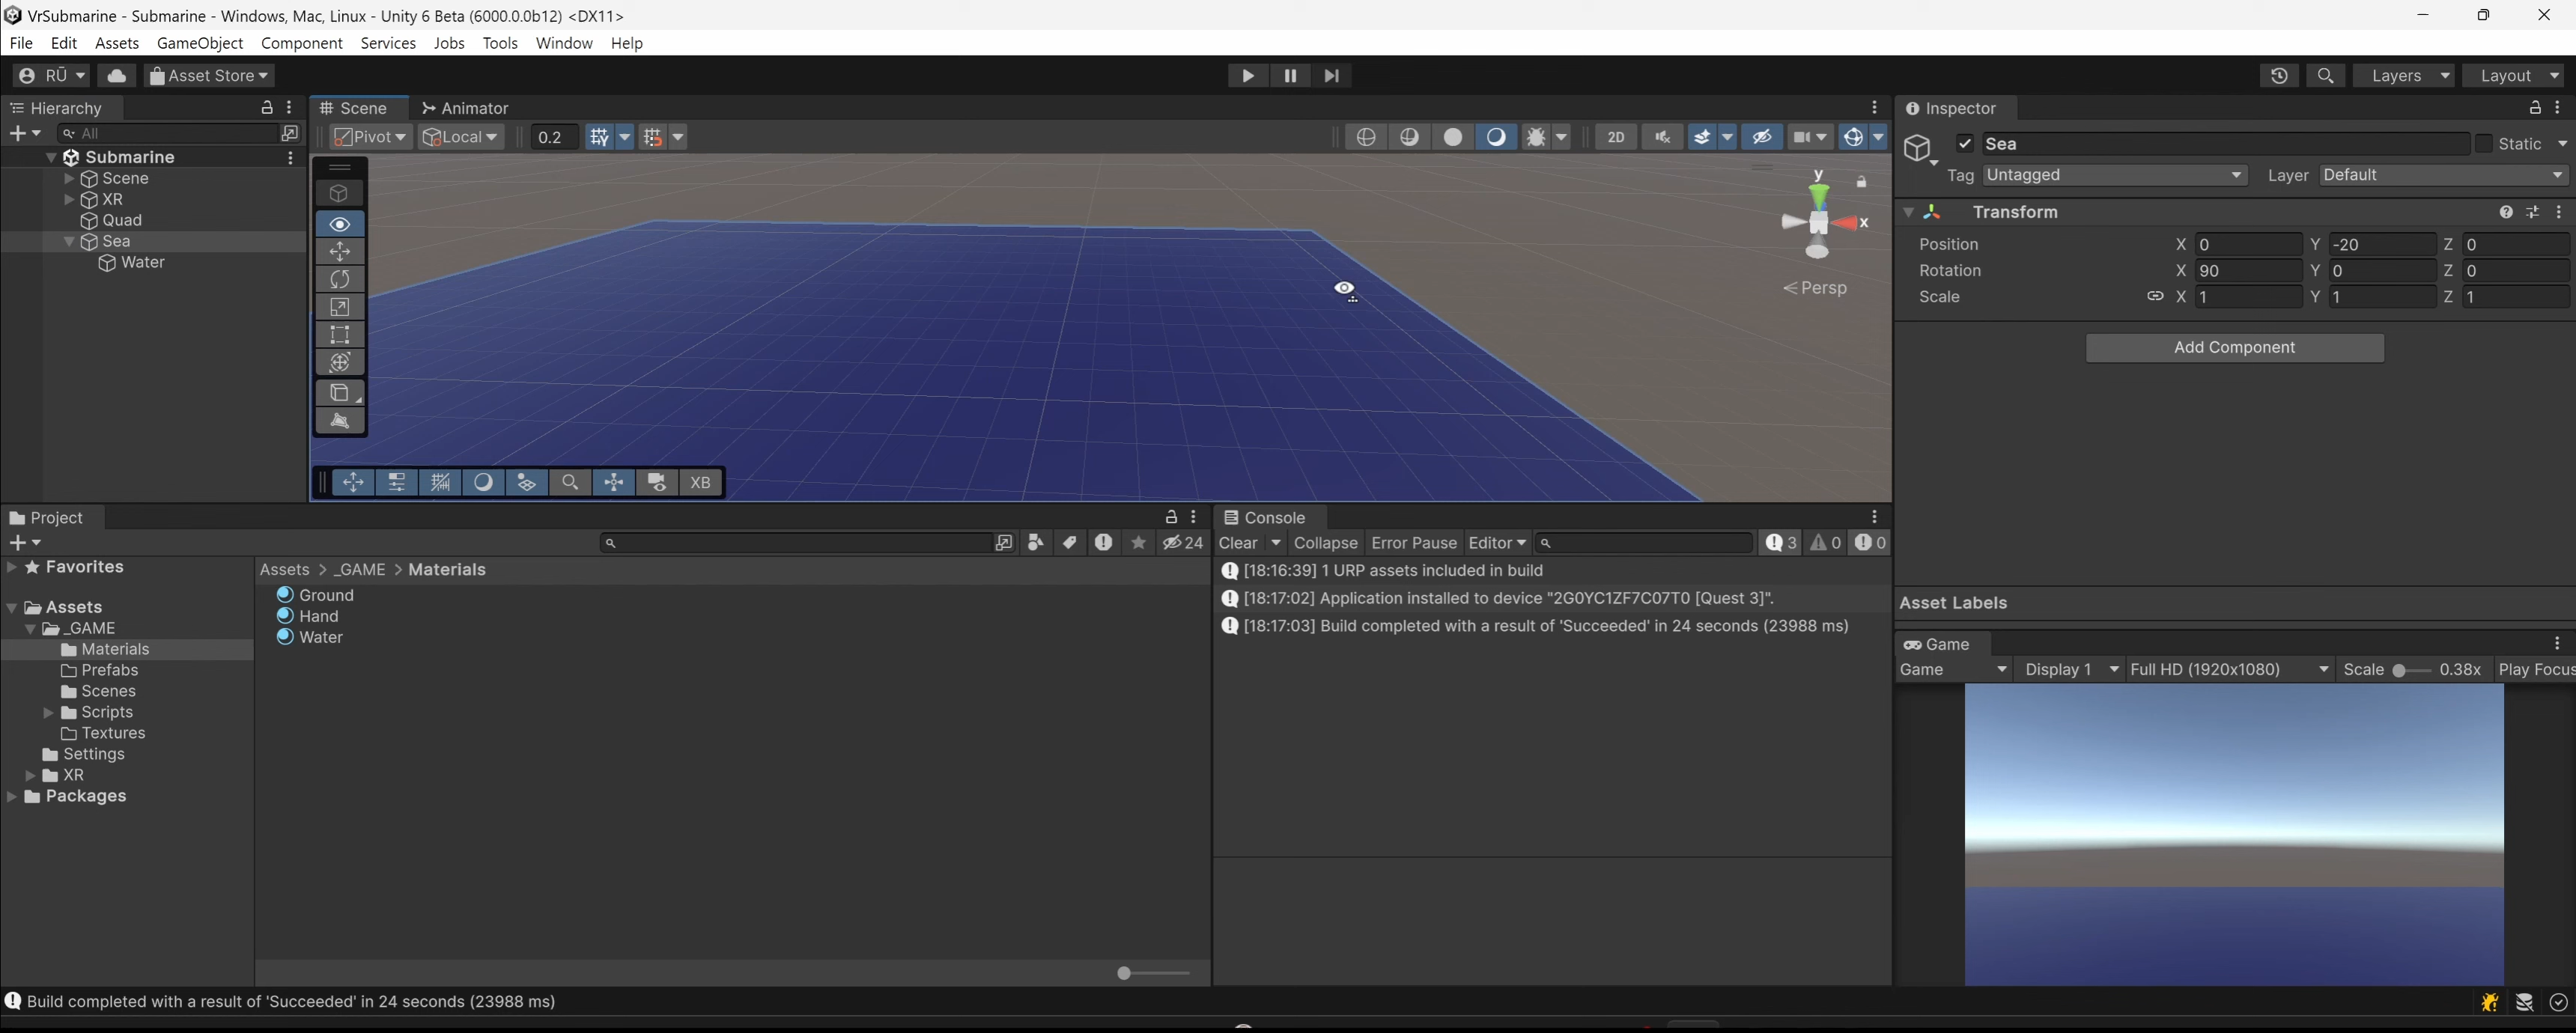 VrSubmarine - Submarine - Windows, Mac, Linux - Unity 6 Beta (6000.0.0b12) <DX11>
File Edit Assets GameObject Component Services Jobs Tools Window Help
RŪ Asset Store Layers Layout
Hierarchy
All
Submarine
Scene
XR
Quad
Sea
Water
Scene Animator
Pivot Local 0.2 2D
y
x
Persp
XB
Inspector
Sea Static
Tag Untagged Layer Default
Transform
Position X 0 Y -20 Z 0
Rotation X 90 Y 0 Z 0
Scale X 1 Y 1 Z 1
Add Component
Asset Labels
Project
24
Favorites
Assets
_GAME
Materials
Prefabs
Scenes
Scripts
Textures
Settings
XR
Packages
Assets > _GAME > Materials
Ground
Hand
Water
Console
Clear Collapse Error Pause Editor 3 0 0
[18:16:39] 1 URP assets included in build
[18:17:02] Application installed to device "2G0YC1ZF7C07T0 [Quest 3]".
[18:17:03] Build completed with a result of 'Succeeded' in 24 seconds (23988 ms)
Game
Game Display 1 Full HD (1920x1080) Scale 0.38x Play Focus
Build completed with a result of 'Succeeded' in 24 seconds (23988 ms)